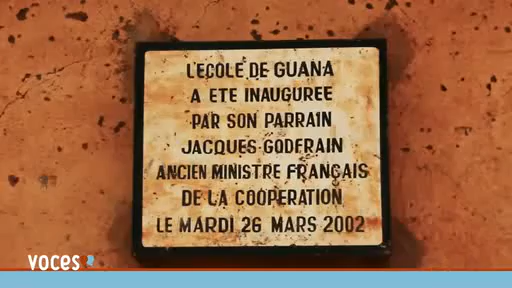 L'ECOLE DE GUANA
A ETE INAUGUREE
PAR SON PARRAIN
JACQUES GODFRAIN
ANCIEN MINISTRE FRANÇAIS
DE LA COOPERATION
LE MARDI 26 MARS 2002
VOCES